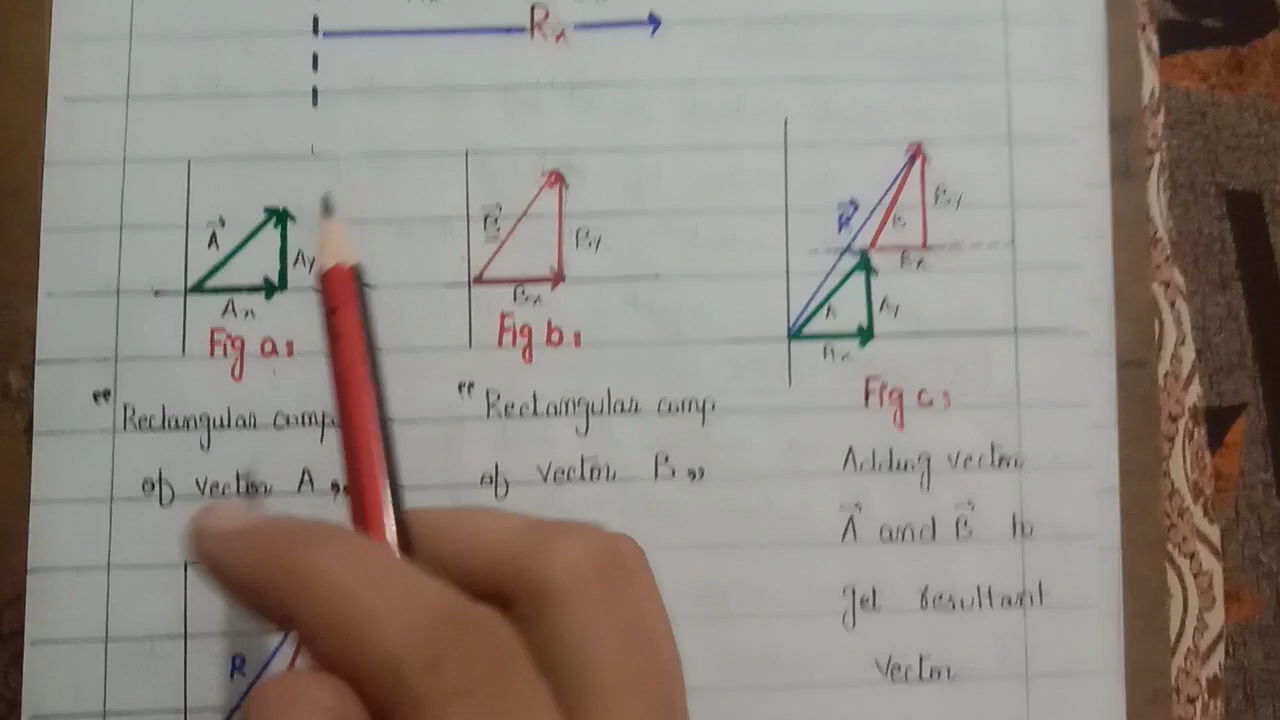 Rx
A
Ay
Ax
Fig a:
"Rectangular comp
of vector A,,
B
By
Bx
Fig b:
"Rectangular comp
of vector B,,
R
B
By
Bx
A
Ay
Ax
Fig c:
Adding vector
A and B to
get resultant
vector
R